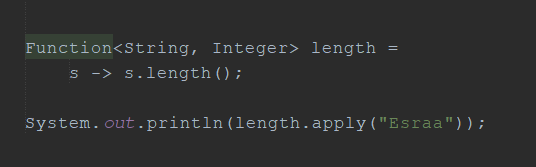 Function<String, Integer> length =
s -> s.length();
System.out.println(length.apply("Esraa"));